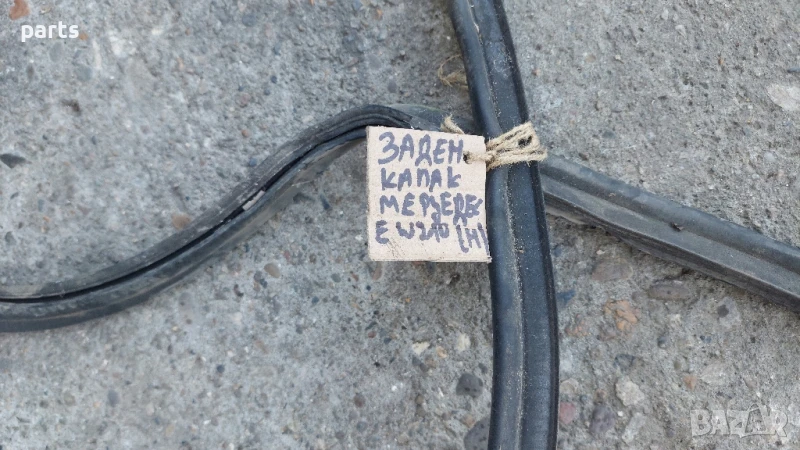 parts
ЗАДЕН
КАПАК
МЕРЦЕДЕС
Е W210 (Н)
BAZAR